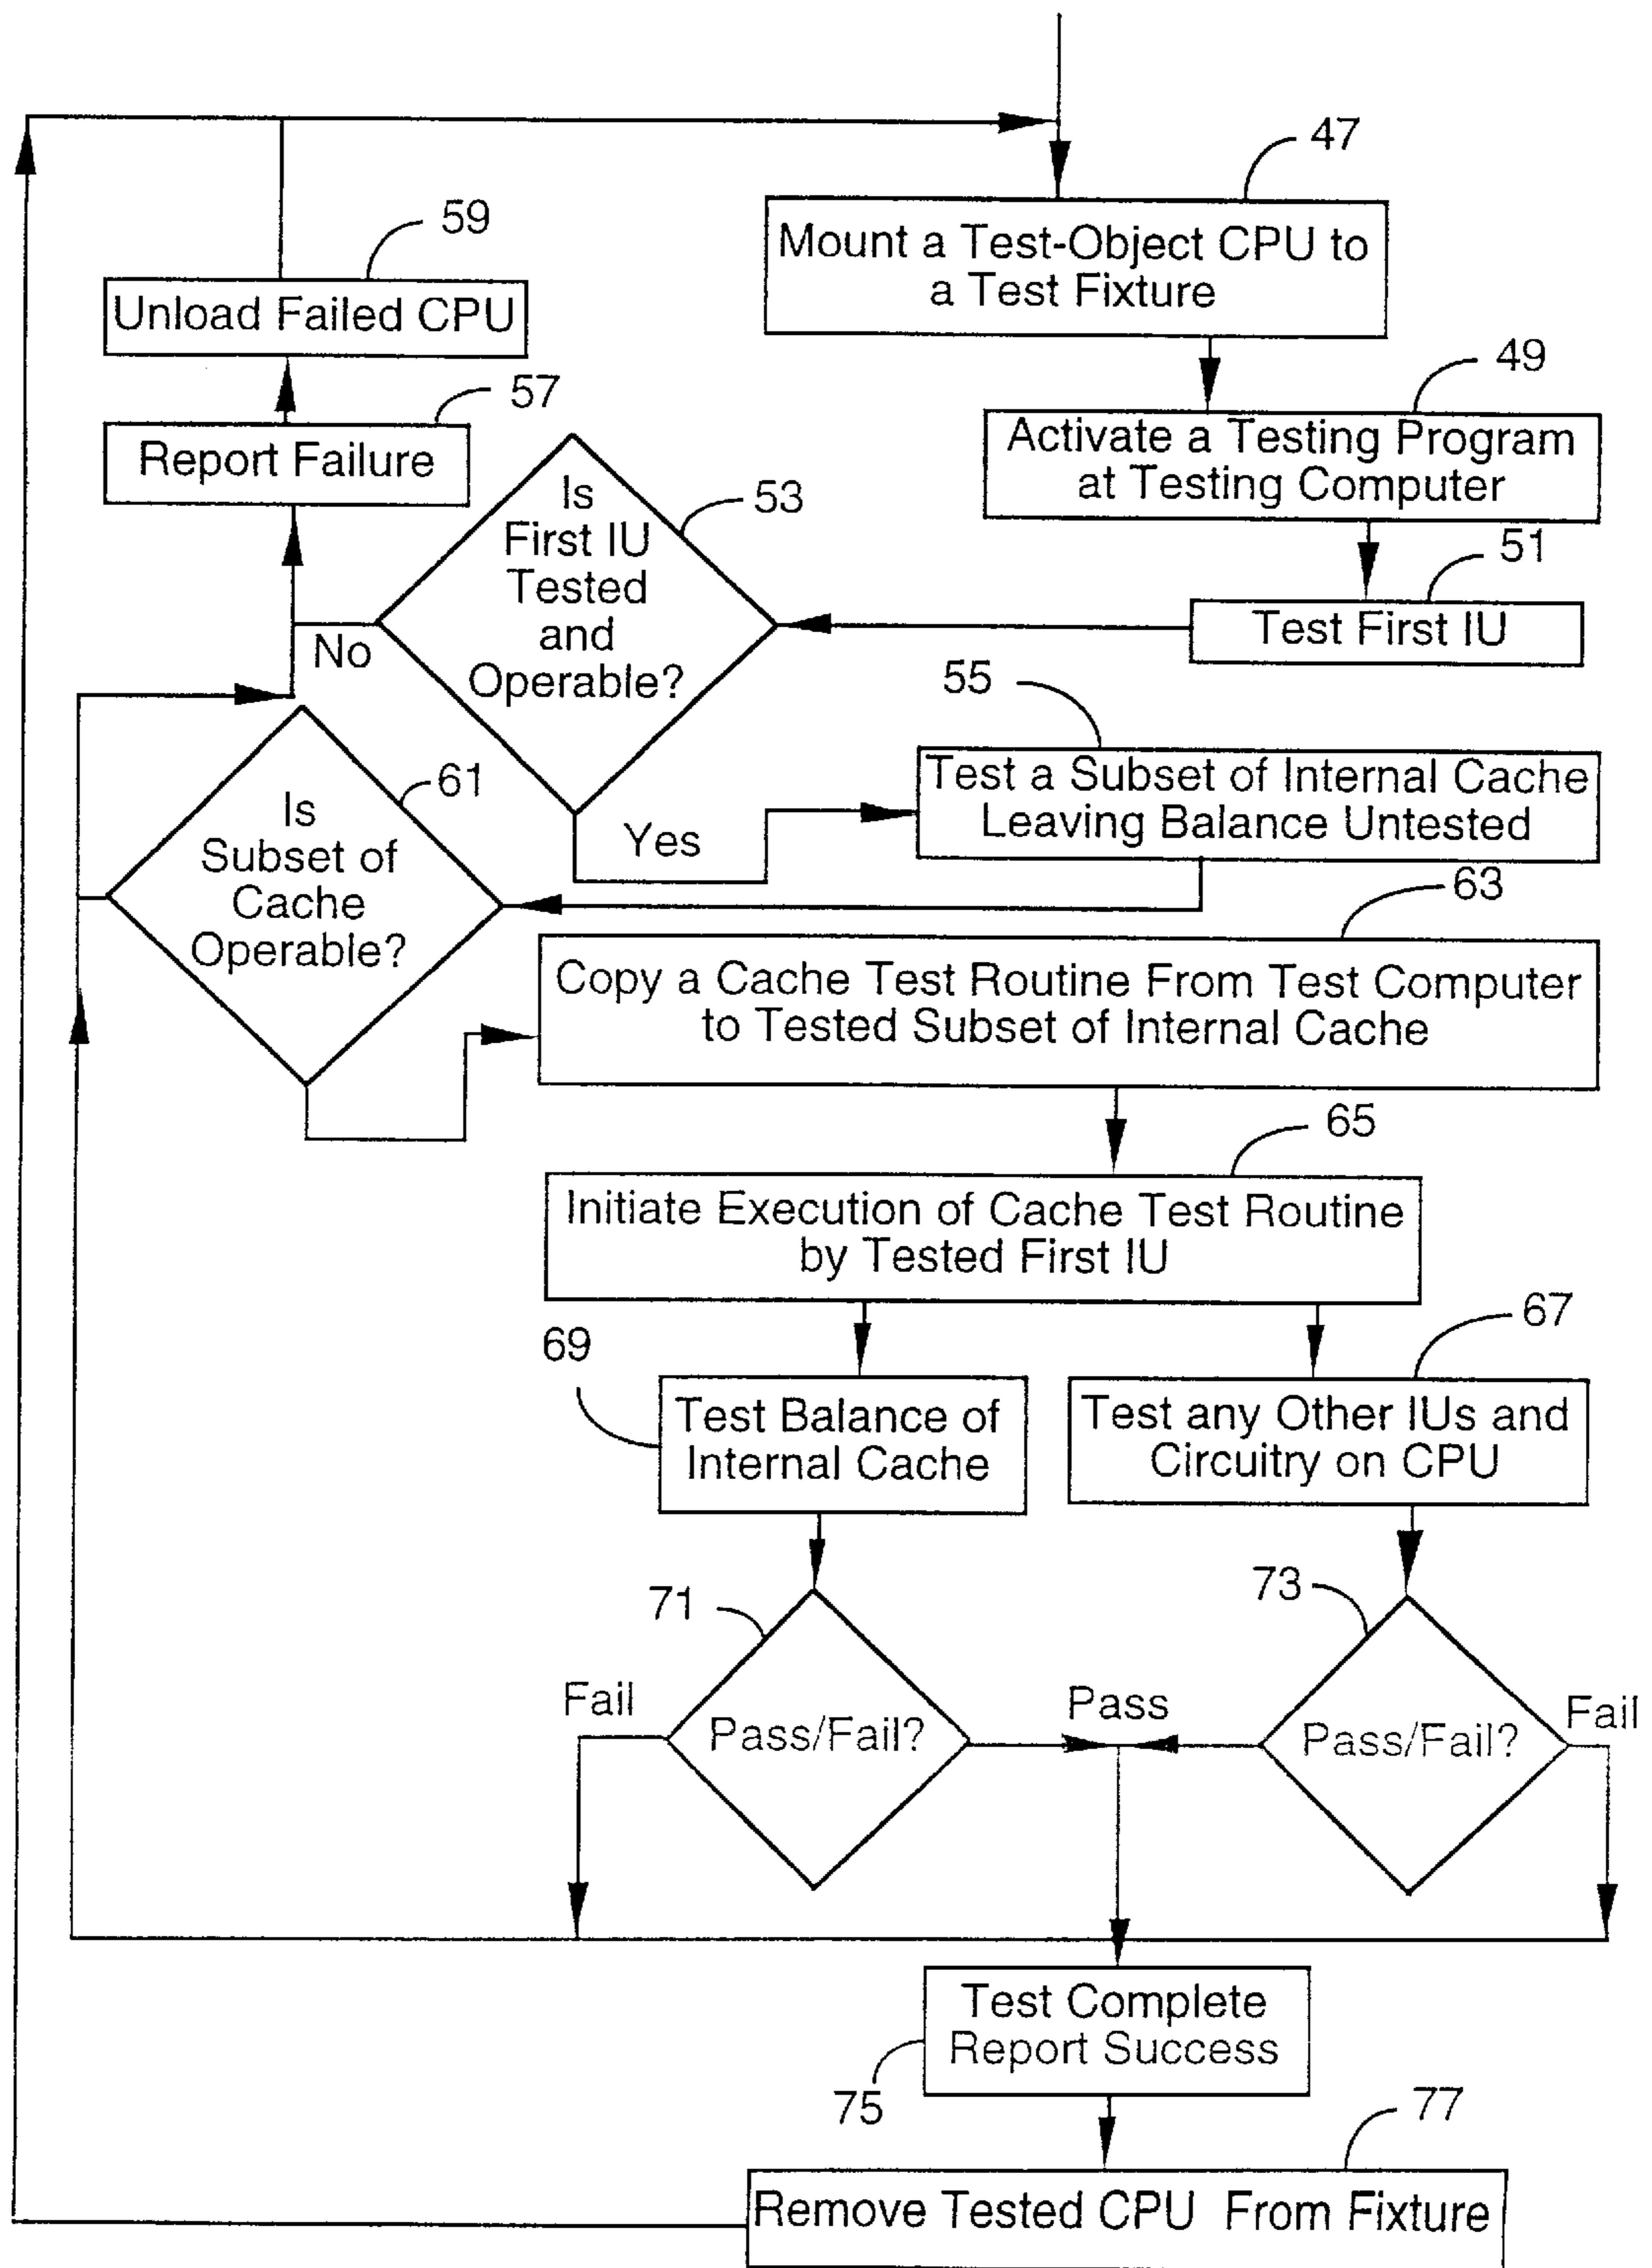 47
Mount a Test-Object CPU to
a Test Fixture
59
Unload Failed CPU
49
Activate a Testing Program
at Testing Computer
57
Report Failure
53
Is
First IU
Tested
and
Operable?
51
Test First IU
No
55
Test a Subset of Internal Cache
Leaving Balance Untested
Yes
61
Is
Subset of
Cache
Operable?
63
Copy a Cache Test Routine From Test Computer
to Tested Subset of Internal Cache
65
Initiate Execution of Cache Test Routine
by Tested First IU
69
Test Balance of
Internal Cache
67
Test any Other IUs and
Circuitry on CPU
71
Pass/Fail?
Fail
Pass
73
Pass/Fail?
Fail
Test Complete
Report Success
75
77
Remove Tested CPU From Fixture